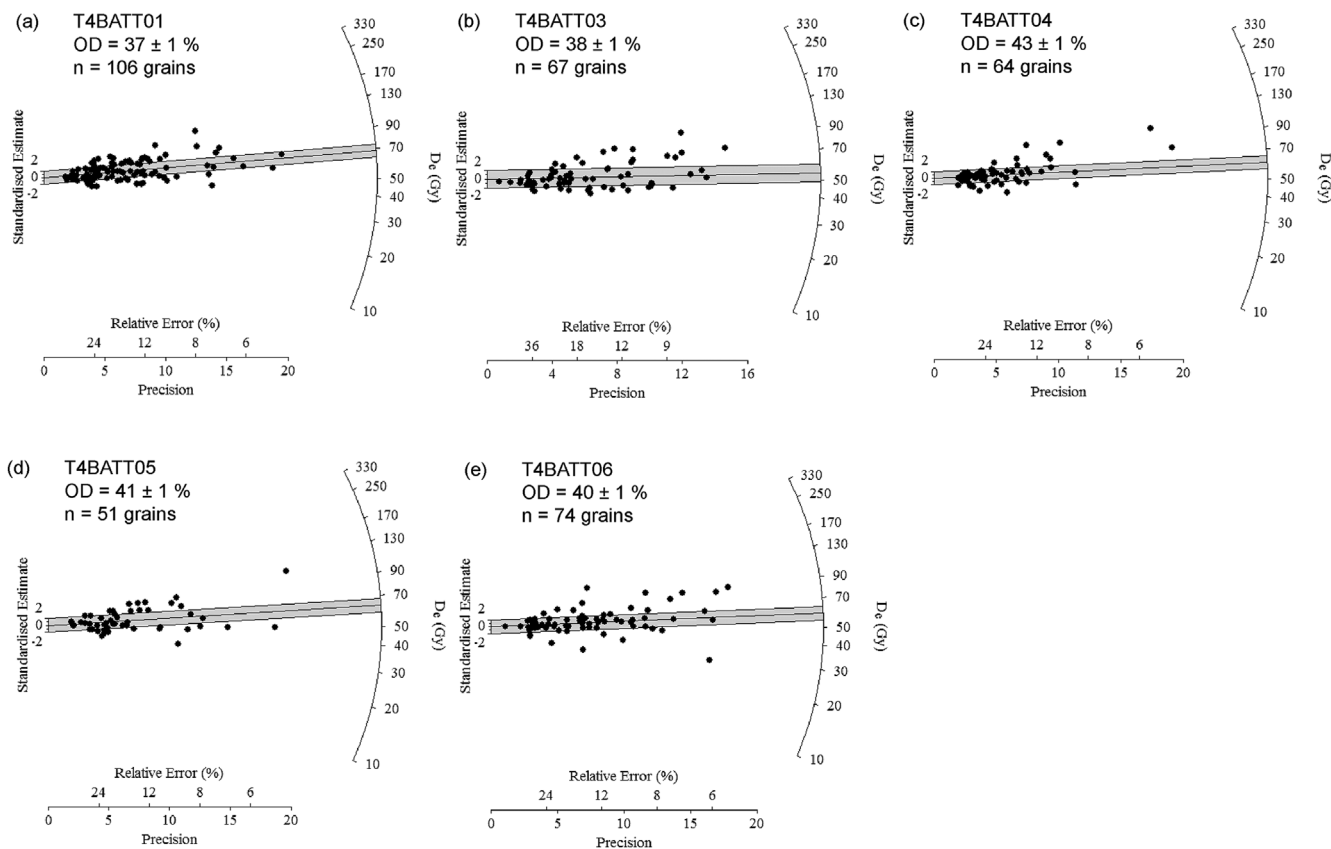 (a) T4BATT01
OD = 37 ± 1 %
n = 106 grains
330
250
170
130
90
70
50
40
30
20
10
De (Gy)
Standardised Estimate
2
0
-2
Relative Error (%)
24 12 8 6
0 5 10 15 20
Precision
(b) T4BATT03
OD = 38 ± 1 %
n = 67 grains
330
250
170
130
90
70
50
40
30
20
10
De (Gy)
Standardised Estimate
2
0
-2
Relative Error (%)
36 18 12 9
0 4 8 12 16
Precision
(c) T4BATT04
OD = 43 ± 1 %
n = 64 grains
330
250
170
130
90
70
50
40
30
20
10
De (Gy)
Standardised Estimate
2
0
-2
Relative Error (%)
24 12 8 6
0 5 10 15 20
Precision
(d) T4BATT05
OD = 41 ± 1 %
n = 51 grains
330
250
170
130
90
70
50
40
30
20
10
De (Gy)
Standardised Estimate
2
0
-2
Relative Error (%)
24 12 8 6
0 5 10 15 20
Precision
(e) T4BATT06
OD = 40 ± 1 %
n = 74 grains
330
250
170
130
90
70
50
40
30
20
10
De (Gy)
Standardised Estimate
2
0
-2
Relative Error (%)
24 12 8 6
0 5 10 15 20
Precision